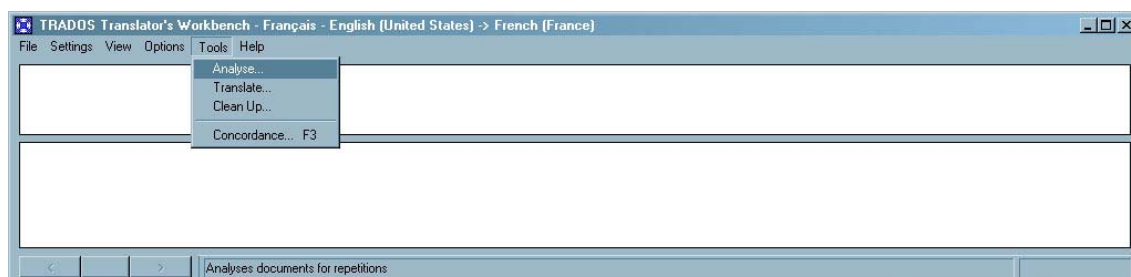 TRADOS Translator's Workbench - Français - English (United States) -> French (France)
File Settings View Options Tools Help
Analyse...
Translate...
Clean Up...
Concordance... F3
< >
Analyses documents for repetitions